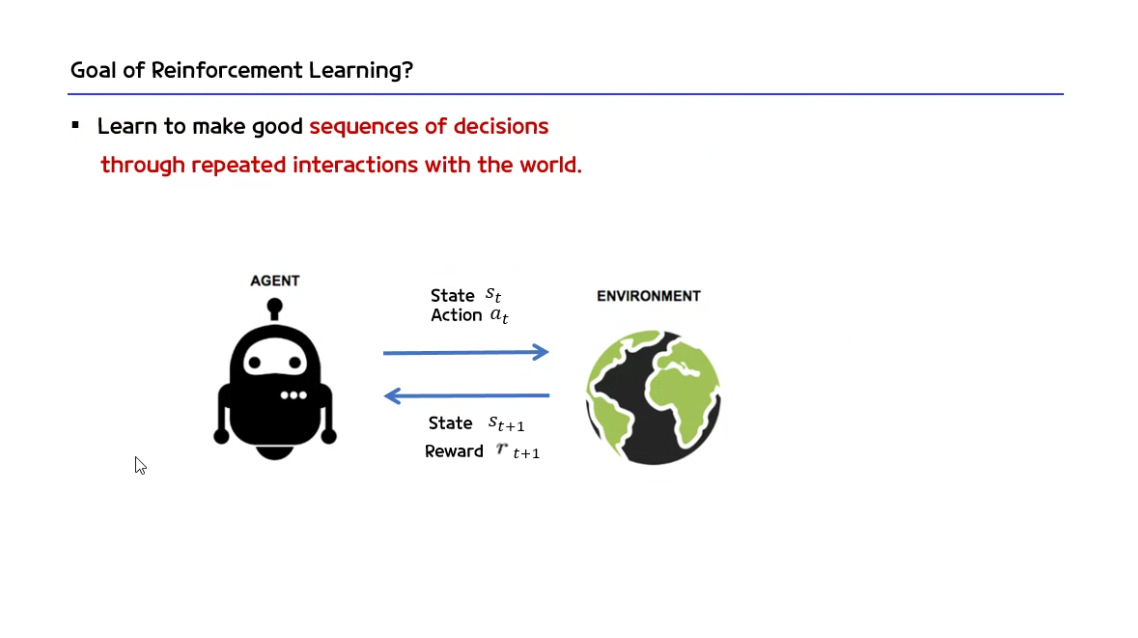 Goal of Reinforcement Learning?
▪ Learn to make good sequences of decisions
through repeated interactions with the world.
AGENT
State s_t
Action a_t
ENVIRONMENT
State s_{t+1}
Reward r_{t+1}